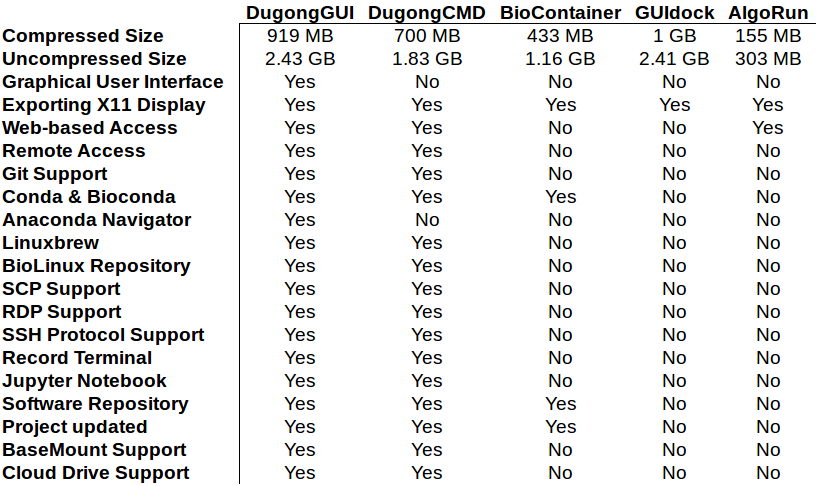 DugongGUI DugongCMD BioContainer GUIdock AlgoRun
Compressed Size 919 MB 700 MB 433 MB 1 GB 155 MB
Uncompressed Size 2.43 GB 1.83 GB 1.16 GB 2.41 GB 303 MB
Graphical User Interface Yes No No No No
Exporting X11 Display Yes Yes Yes Yes Yes
Web-based Access Yes Yes No No Yes
Remote Access Yes Yes No No No
Git Support Yes Yes No No No
Conda & Bioconda Yes Yes Yes No No
Anaconda Navigator Yes No No No No
Linuxbrew Yes Yes No No No
BioLinux Repository Yes Yes No No No
SCP Support Yes Yes No No No
RDP Support Yes Yes No No No
SSH Protocol Support Yes Yes No No No
Record Terminal Yes Yes No No No
Jupyter Notebook Yes Yes No No No
Software Repository Yes Yes Yes No No
Project updated Yes Yes Yes No No
BaseMount Support Yes Yes No No No
Cloud Drive Support Yes Yes No No No